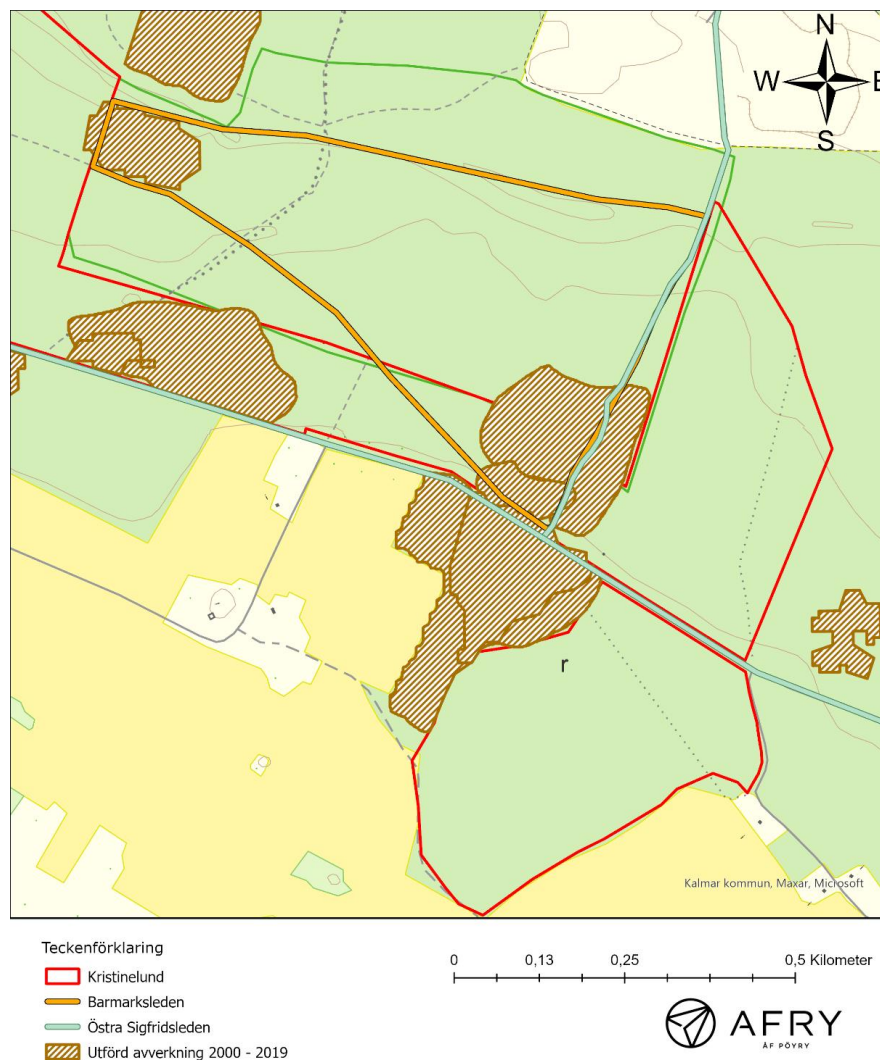 N
W E
S
r
Kalmar kommun, Maxar, Microsoft
Teckenförklaring
Kristinelund
Barmarksleden
Östra Sigfridsleden
Utförd avverkning 2000 - 2019
0 0,13 0,25 0,5 Kilometer
AFRY
ÅF PÖYRY